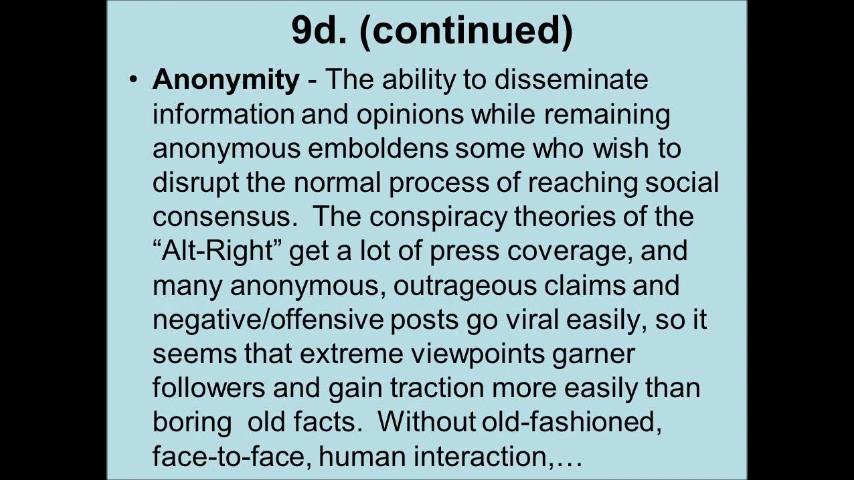 9d. (continued)
• Anonymity - The ability to disseminate
information and opinions while remaining
anonymous emboldens some who wish to
disrupt the normal process of reaching social
consensus.  The conspiracy theories of the
“Alt-Right” get a lot of press coverage, and
many anonymous, outrageous claims and
negative/offensive posts go viral easily, so it
seems that extreme viewpoints garner
followers and gain traction more easily than
boring  old facts.  Without old-fashioned,
face-to-face, human interaction,…